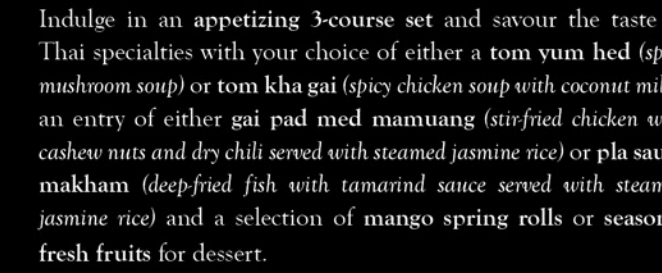 Indulge in an appetizing 3-course set and savour the taste
Thai specialties with your choice of either a tom yum hed
mushroom soup) or tom kha gai (spicy chicken soup with coconut
an entry of either gai pad med mamuang (stir-fried chicken
cashew nuts and dry chili served with steamed jasmine rice) or pla
makham (deep-fried fish with tamarind sauce served with
jasmine rice) and a selection of mango spring rolls or
fresh fruits for dessert.